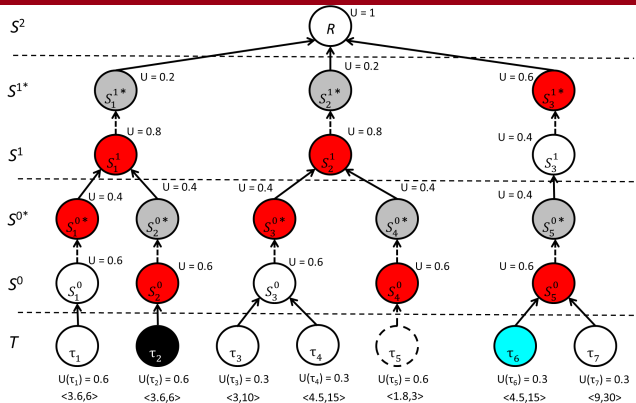 S² R U = 1
S¹* S₁¹* U = 0.2 S₂¹* U = 0.2 S₃¹* U = 0.6
S¹ S₁¹ U = 0.8 S₂¹ U = 0.8 S₃¹ U = 0.4
S⁰* S₁⁰* U = 0.4 S₂⁰* U = 0.4 S₃⁰* U = 0.4 S₄⁰* U = 0.4 S₅⁰* U = 0.4
S⁰ S₁⁰ U = 0.6 S₂⁰ U = 0.6 S₃⁰ U = 0.6 S₄⁰ U = 0.6 S₅⁰ U = 0.6
T τ₁ τ₂ τ₃ τ₄ τ₅ τ₆ τ₇
U(τ₁) = 0.6 U(τ₂) = 0.6 U(τ₃) = 0.3 U(τ₄) = 0.3 U(τ₅) = 0.6 U(τ₆) = 0.3 U(τ₇) = 0.3
<3.6,6> <3.6,6> <3,10> <4.5,15> <1.8,3> <4.5,15> <9,30>